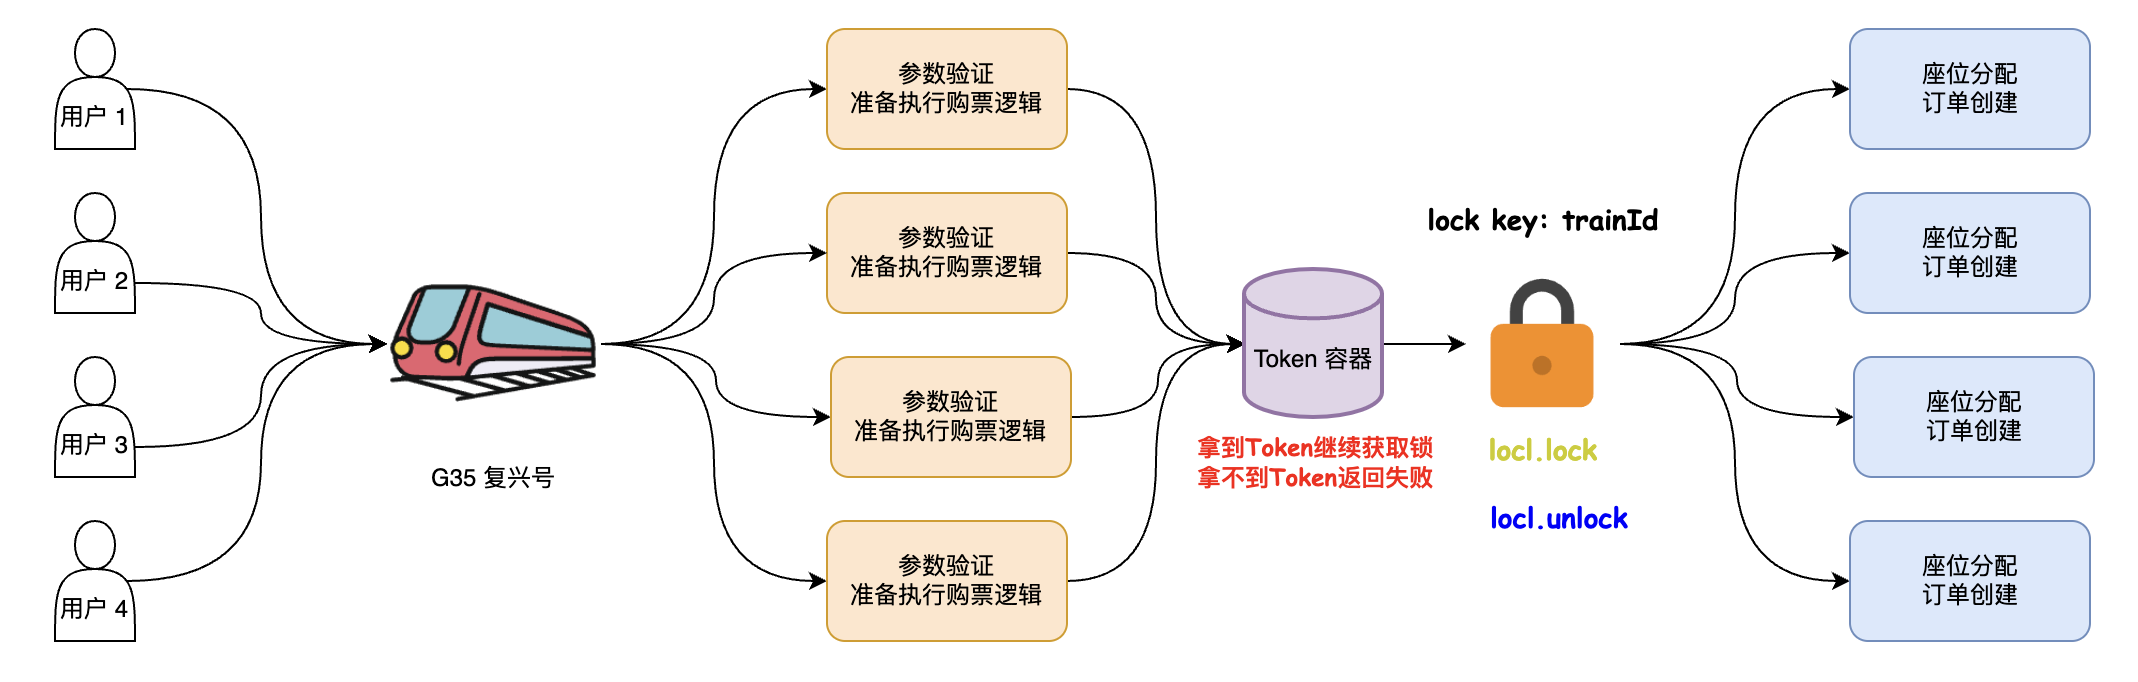 用户 1
用户 2
用户 3
用户 4
G35 复兴号
参数验证
准备执行购票逻辑
参数验证
准备执行购票逻辑
参数验证
准备执行购票逻辑
参数验证
准备执行购票逻辑
Token 容器
拿到Token继续获取锁
拿不到Token返回失败
lock key: trainId
locl.lock
locl.unlock
座位分配
订单创建
座位分配
订单创建
座位分配
订单创建
座位分配
订单创建